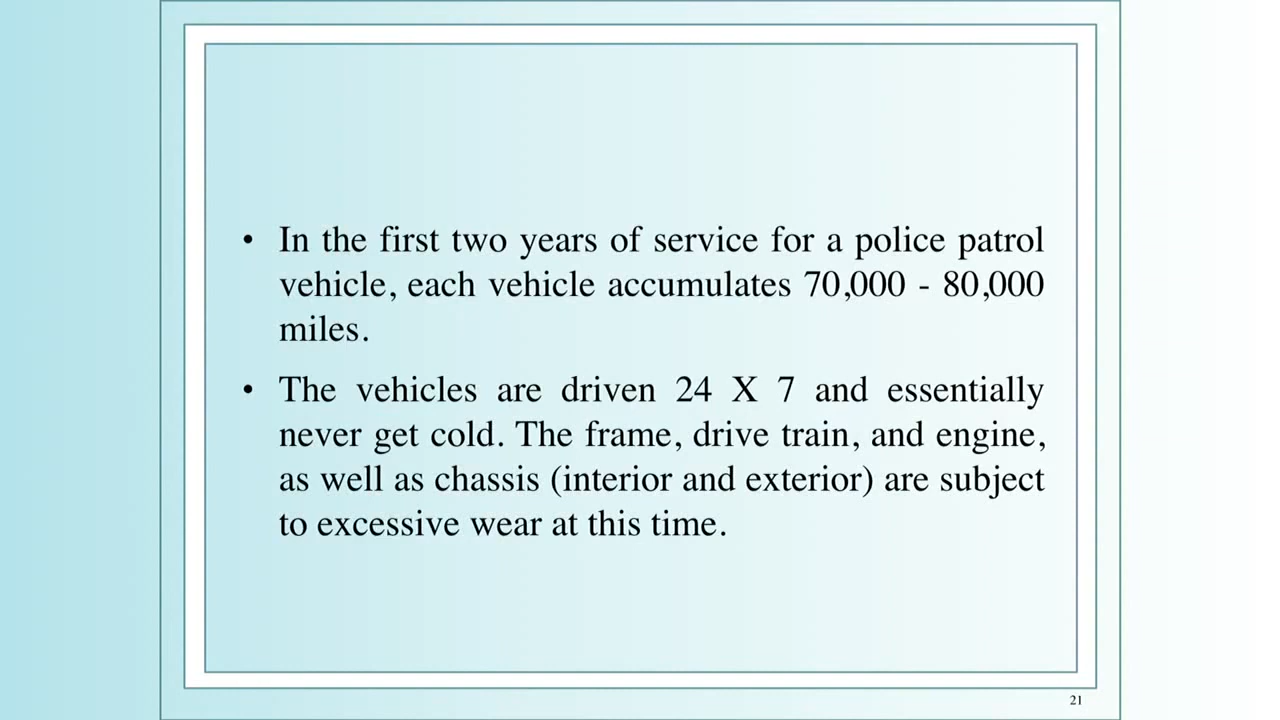 • In the first two years of service for a police patrol
vehicle, each vehicle accumulates 70,000 - 80,000
miles.
• The vehicles are driven 24 X 7 and essentially
never get cold. The frame, drive train, and engine,
as well as chassis (interior and exterior) are subject
to excessive wear at this time.
21